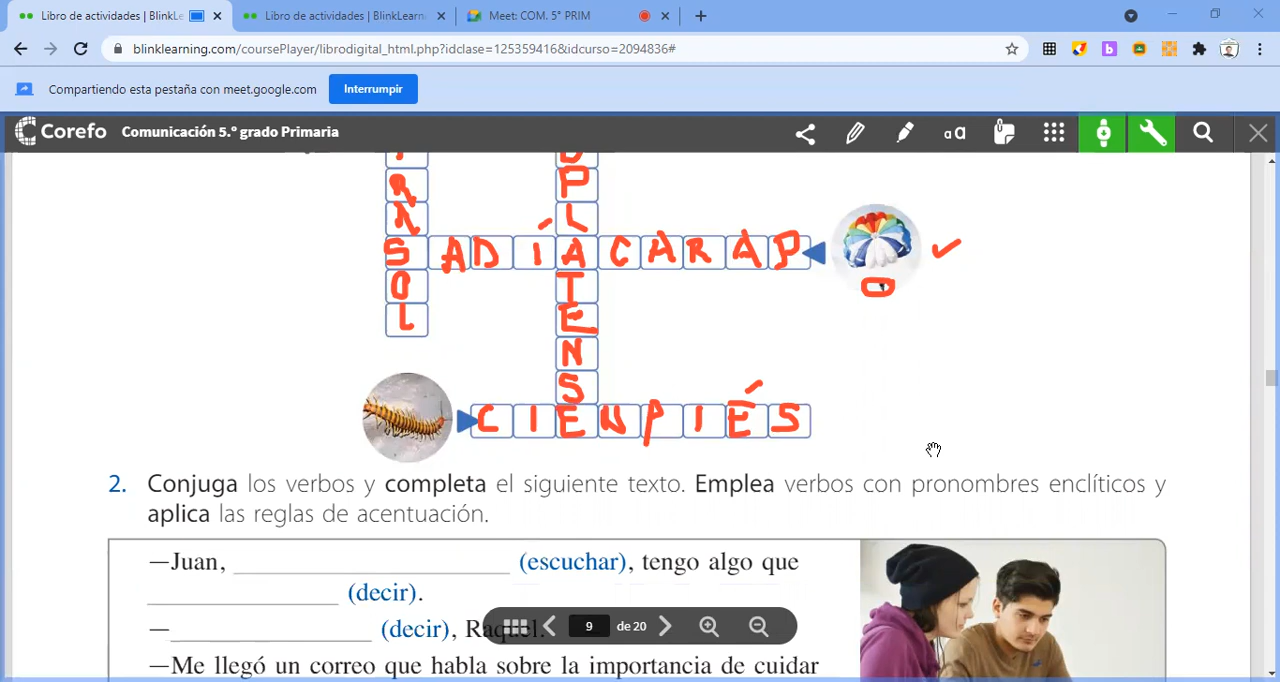 Libro de actividades | BlinkLe
Libro de actividades | BlinkLearn
Meet: COM. 5° PRIM
blinklearning.com/coursePlayer/librodigital_html.php?idclase=125359416&idcurso=2094836#
Compartiendo esta pestaña con meet.google.com
Interrumpir
Corefo
Comunicación 5.º grado Primaria
aa
R
A
S
O
L
P
L
A
T
E
N
S
E
ADÍACARAP
CIENPIÉS
2. Conjuga los verbos y completa el siguiente texto. Emplea verbos con pronombres enclíticos y
aplica las reglas de acentuación.
—Juan, ____________________ (escuchar), tengo algo que
______________ (decir).
—_______________ (decir), Raquel.
9 de 20
—Me llegó un correo que habla sobre la importancia de cuidar